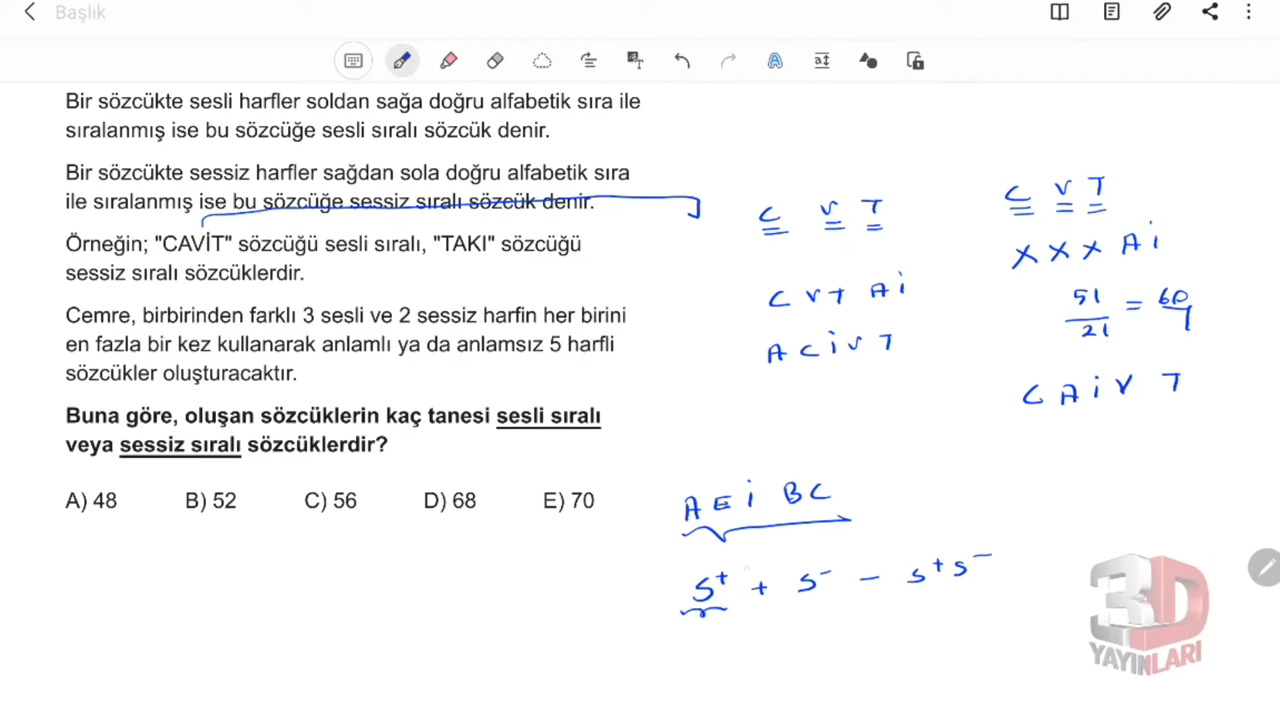 Başlık
Bir sözcükte sesli harfler soldan sağa doğru alfabetik sıra ile
sıralanmış ise bu sözcüğe sesli sıralı sözcük denir.
Bir sözcükte sessiz harfler sağdan sola doğru alfabetik sıra
ile sıralanmış ise bu sözcüğe sessiz sıralı sözcük denir.
Örneğin; "CAVİT" sözcüğü sesli sıralı, "TAKI" sözcüğü
sessiz sıralı sözcüklerdir.
Cemre, birbirinden farklı 3 sesli ve 2 sessiz harfin her birini
en fazla bir kez kullanarak anlamlı ya da anlamsız 5 harfli
sözcükler oluşturacaktır.
Buna göre, oluşan sözcüklerin kaç tanesi sesli sıralı
veya sessiz sıralı sözcüklerdir?
A) 48 B) 52 C) 56 D) 68 E) 70
C V T
C V T A İ
A C İ V T
C V T
X X X A İ
5! / 2! = 60
C A İ V T
A E İ B C
S⁺ + S⁻ - S⁺S⁻
3D
YAYINLARI